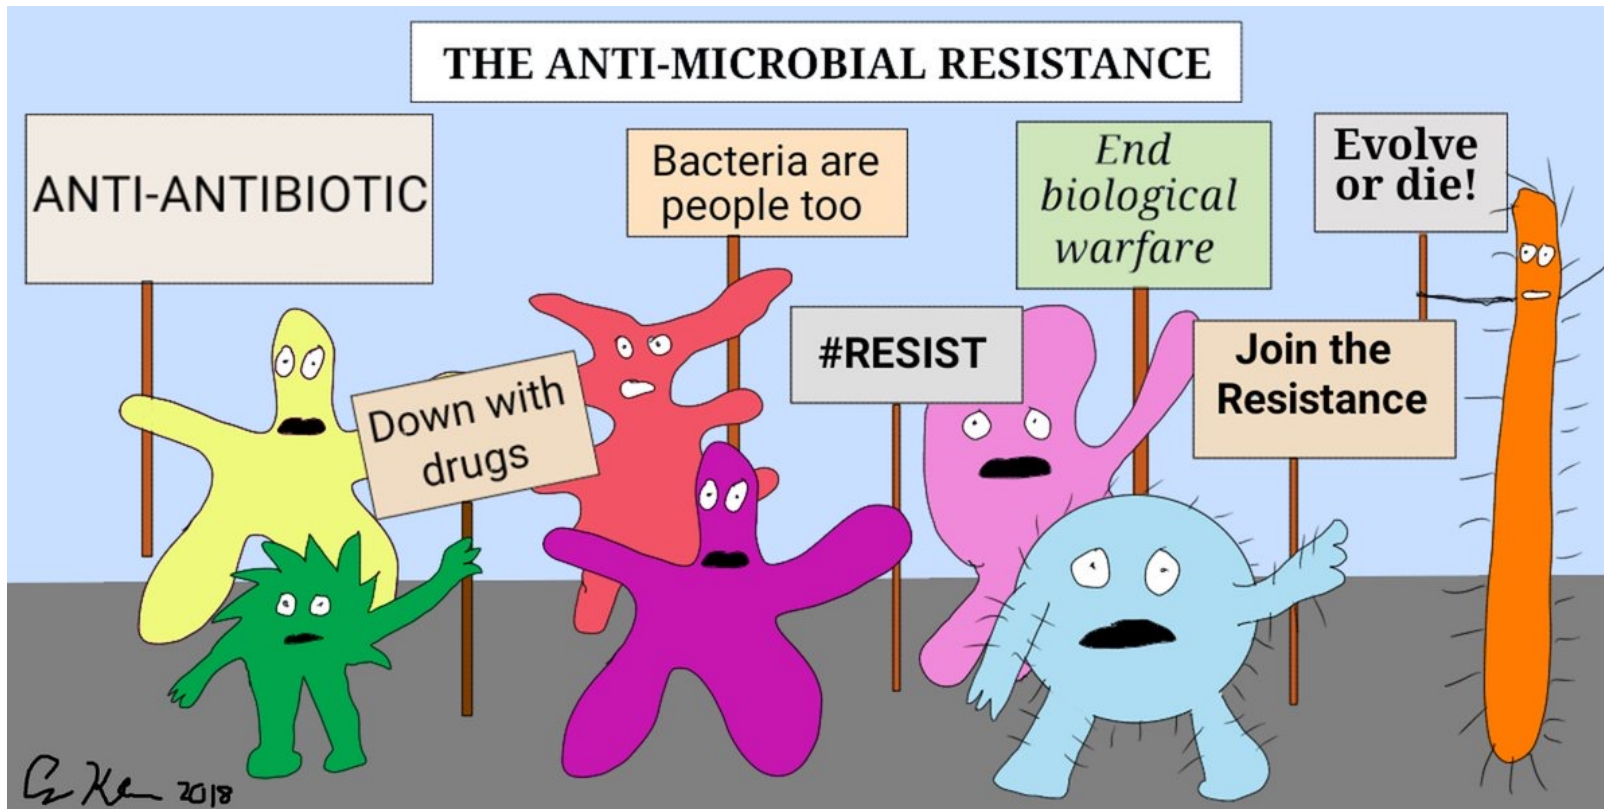 THE ANTI-MICROBIAL RESISTANCE
ANTI-ANTIBIOTIC
Bacteria are
people too
End
biological
warfare
Evolve
or die!
Down with
drugs
#RESIST
Join the
Resistance
2018